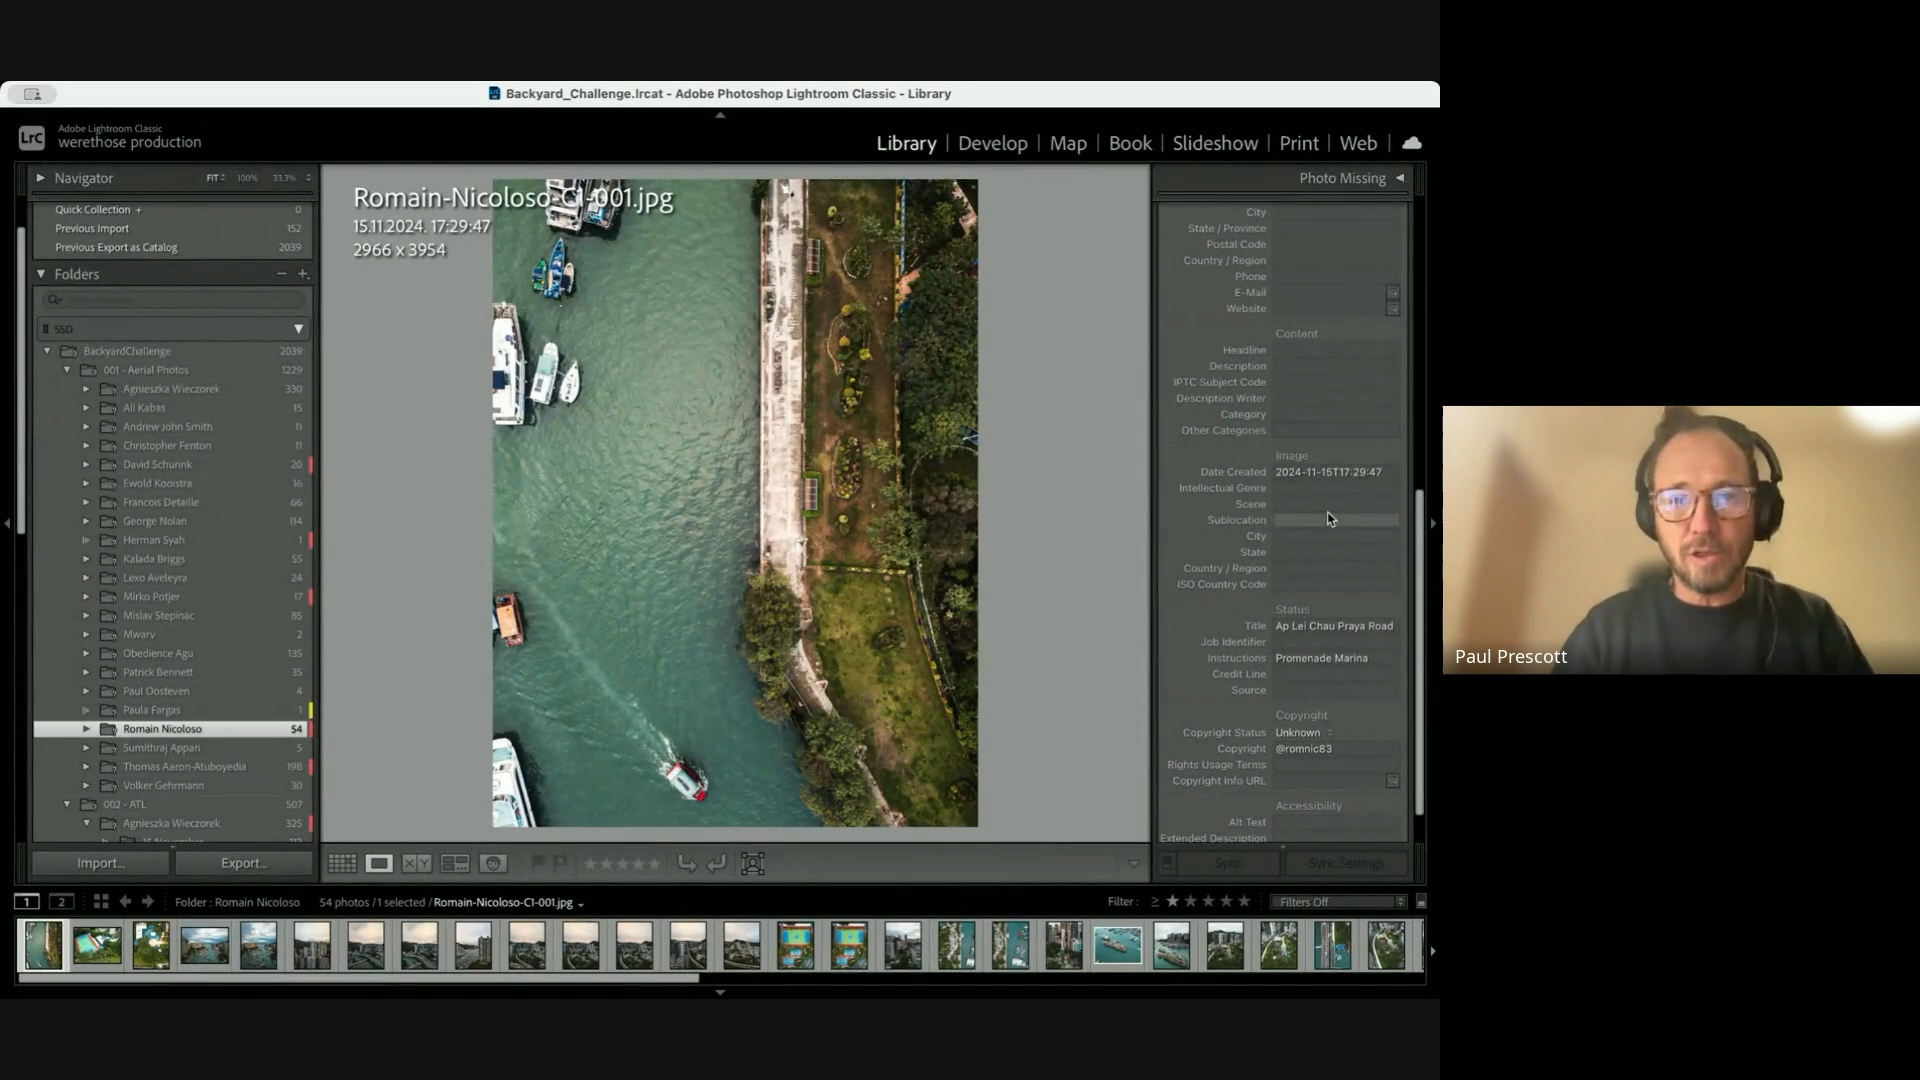 Backyard_Challenge.lrcat - Adobe Photoshop Lightroom Classic - Library
LrC
Adobe Lightroom Classic
werethose production
Library | Develop | Map | Book | Slideshow | Print | Web
Navigator FIT 100% 33.3%
Quick Collection + 0
Previous Import 152
Previous Export as Catalog 2039
Folders
SSD
BackyardChallenge 2039
001 - Aerial Photos 1229
Agnieszka Wieczorek 330
Ali Kabas 15
Andrew John Smith 11
Christopher Fenton 11
David Schurink 20
Ewold Kooistra 16
Francois Detaille 66
George Nolan 114
Herman Syah 1
Kalada Briggs 55
Lexo Aveleyra 24
Mirko Potjer 17
Mislav Stepinac 85
Mwarv 2
Obedience Agu 135
Patrick Bennett 35
Paul Oosteven 4
Paula Fargas 1
Romain Nicoloso 54
Sumithraj Appari 5
Thomas Aaron-Atuboyedia 198
Volker Gehrmann 30
002 - ATL 507
Agnieszka Wieczorek 325
Import...
Export...
Romain-Nicoloso-C1-001.jpg
15.11.2024. 17:29:47
2966 x 3954
Photo Missing
City
State / Province
Postal Code
Country / Region
Phone
E-Mail
Website
Content
Headline
Description
IPTC Subject Code
Description Writer
Category
Other Categories
Image
Date Created 2024-11-15T17:29:47
Intellectual Genre
Scene
Sublocation
City
State
Country / Region
ISO Country Code
Status
Title Ap Lei Chau Praya Road
Job Identifier
Instructions Promenade Marina
Credit Line
Source
Copyright
Copyright Status Unknown
Copyright @romnic83
Rights Usage Terms
Copyright Info URL
Accessibility
Alt Text
Extended Description
Sync
Sync Settings
1 2 Folder : Romain Nicoloso 54 photos / 1 selected / Romain-Nicoloso-C1-001.jpg
Filter : ≥ ★ ★ ★ ★ ★ Filters Off
Paul Prescott